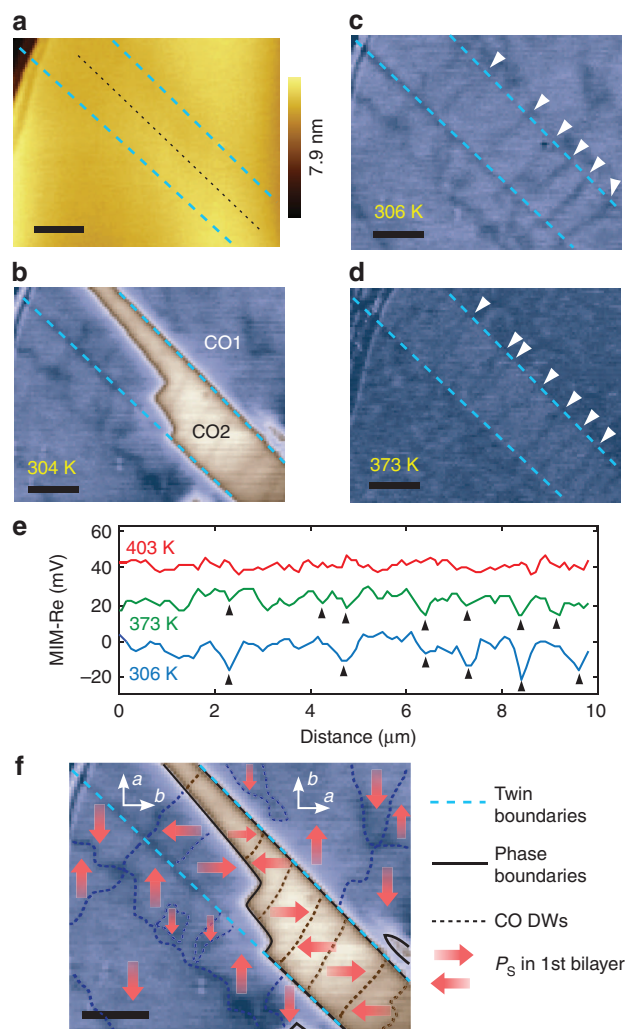 a
7.9 nm
b
CO1
CO2
304 K
c
306 K
d
373 K
e
60
40
20
0
−20
MIM-Re (mV)
403 K
373 K
306 K
0
2
4
6
8
10
Distance (μm)
f
a
b
b
a
Twin
boundaries
Phase
boundaries
CO DWs
PS in 1st bilayer